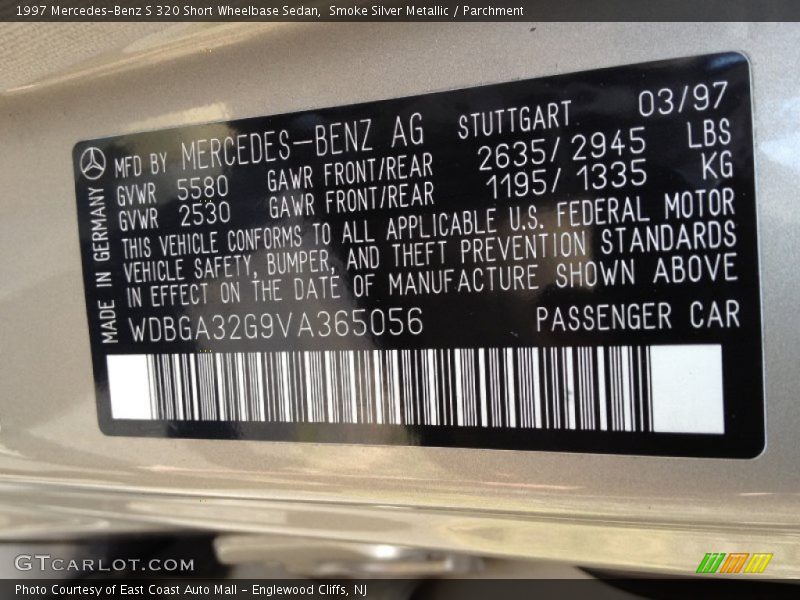 1997 Mercedes-Benz S 320 Short Wheelbase Sedan, Smoke Silver Metallic / Parchment
MADE IN GERMANY
MFD BY MERCEDES-BENZ AG STUTTGART 03/97
GVWR 5580 GAWR FRONT/REAR 2635/2945 LBS
GVWR 2530 GAWR FRONT/REAR 1195/1335 KG
THIS VEHICLE CONFORMS TO ALL APPLICABLE U.S. FEDERAL MOTOR
VEHICLE SAFETY, BUMPER, AND THEFT PREVENTION STANDARDS
IN EFFECT ON THE DATE OF MANUFACTURE SHOWN ABOVE
WDBGA32G9VA365056 PASSENGER CAR
GTCARLOT.COM
Photo Courtesy of East Coast Auto Mall - Englewood Cliffs, NJ